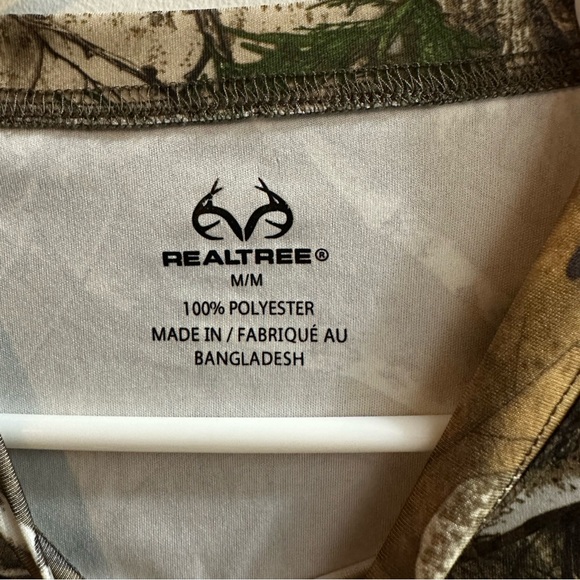 REALTREE®
M/M
100% POLYESTER
MADE IN / FABRIQUÉ AU
BANGLADESH